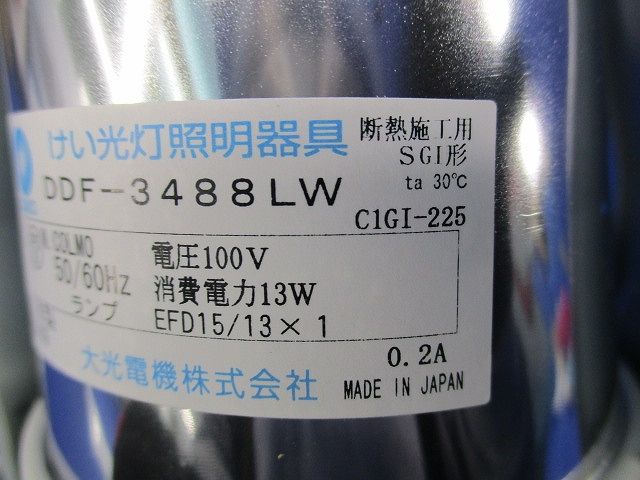 けい光灯照明器具
断熱施工用
SGI形
DDF-3488LW
ta 30℃
C1GI-225
N.COLMO
50/60Hz
電圧100V
消費電力13W
ランプ
EFD15/13×1
大光電機株式会社
0.2A
MADE IN JAPAN